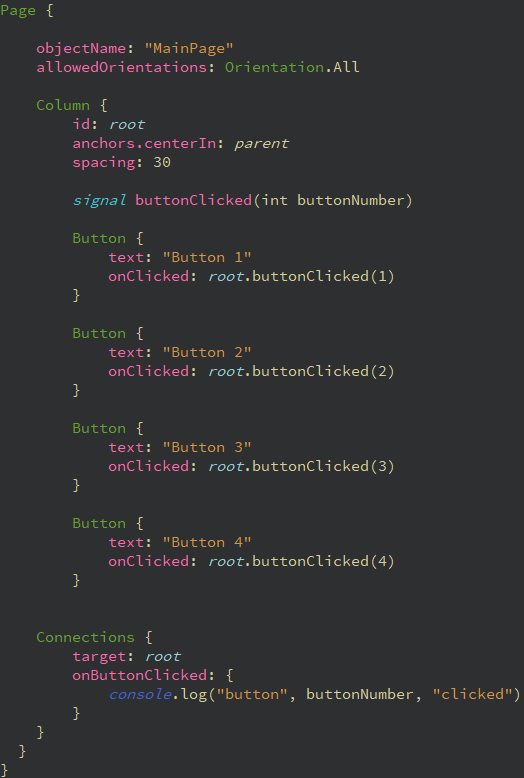 Page {
objectName: "MainPage"
allowedOrientations: Orientation.All
Column {
id: root
anchors.centerIn: parent
spacing: 30
signal buttonClicked(int buttonNumber)
Button {
text: "Button 1"
onClicked: root.buttonClicked(1)
}
Button {
text: "Button 2"
onClicked: root.buttonClicked(2)
}
Button {
text: "Button 3"
onClicked: root.buttonClicked(3)
}
Button {
text: "Button 4"
onClicked: root.buttonClicked(4)
}
Connections {
target: root
onButtonClicked: {
console.log("button", buttonNumber, "clicked")
}
}
}
}